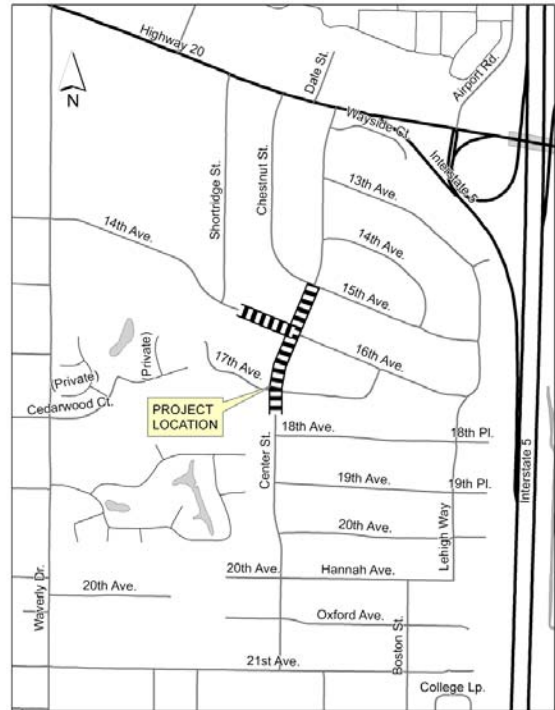 Highway 20
Dale St.
Airport Rd.
N
Wayside Ct.
Interstate 5
Shortridge St.
Chestnut St.
13th Ave.
14th Ave.
14th Ave.
15th Ave.
16th Ave.
17th Ave.
(Private)
(Private)
Cedarwood Ct.
PROJECT
LOCATION
18th Ave.
18th Pl.
Center St.
19th Ave.
19th Pl.
Interstate 5
20th Ave.
Lehigh Way
20th Ave.
Hannah Ave.
Waverly Dr.
20th Ave.
Oxford Ave.
Boston St.
21st Ave.
College Lp.